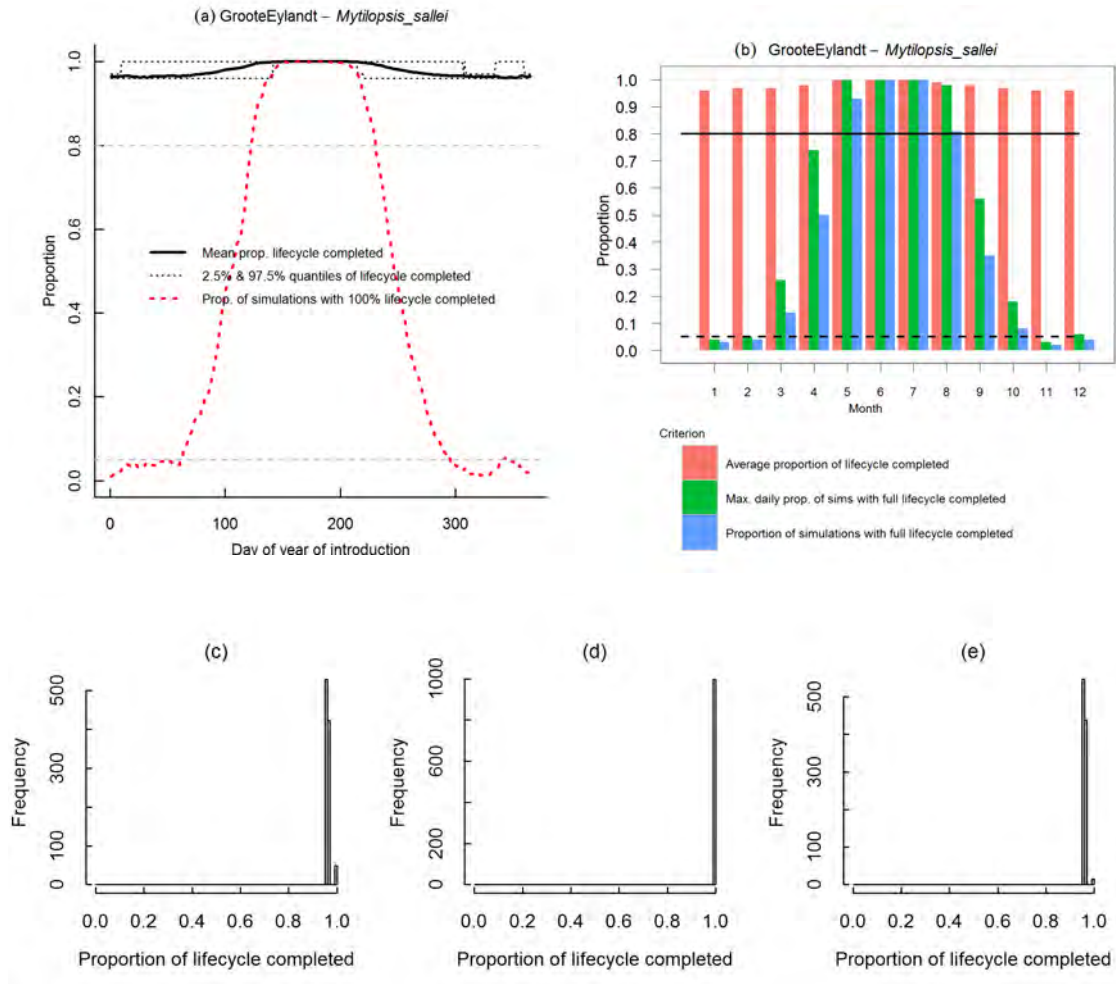 (a) GrooteEylandt – Mytilopsis_sallei
1.0
0.8
0.6
0.4
0.2
0.0
Proportion
Mean prop. lifecycle completed
2.5% & 97.5% quantiles of lifecycle completed
Prop. of simulations with 100% lifecycle completed
0 100 200 300
Day of year of introduction
(b) GrooteEylandt – Mytilopsis_sallei
1.0
0.9
0.8
0.7
0.6
0.5
0.4
0.3
0.2
0.1
0.0
Proportion
1 2 3 4 5 6 7 8 9 10 11 12
Month
Criterion
Average proportion of lifecycle completed
Max. daily prop. of sims with full lifecycle completed
Proportion of simulations with full lifecycle completed
(c)
500
300
100
0
Frequency
0.0 0.2 0.4 0.6 0.8 1.0
Proportion of lifecycle completed
(d)
1000
600
400
200
0
Frequency
0.0 0.2 0.4 0.6 0.8 1.0
Proportion of lifecycle completed
(e)
500
300
100
0
Frequency
0.0 0.2 0.4 0.6 0.8 1.0
Proportion of lifecycle completed